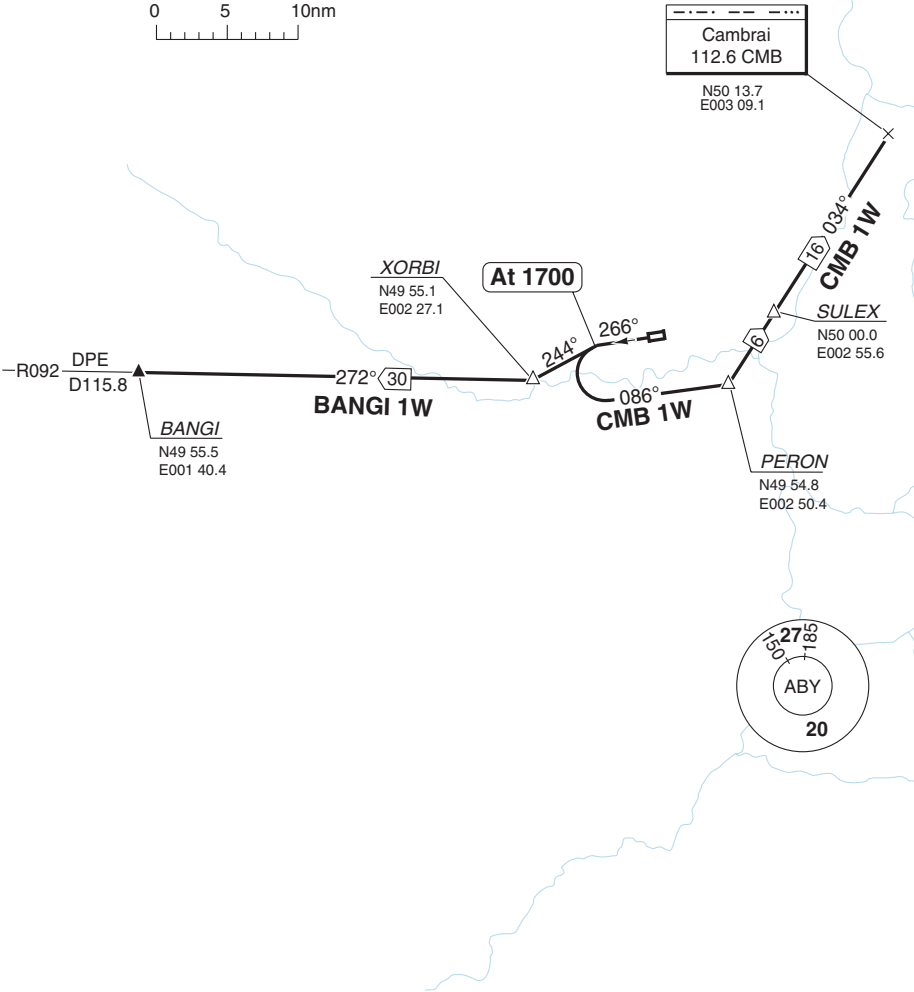 0 5 10nm
Cambrai
112.6 CMB
N50 13.7
E003 09.1
034°
16
CMB 1W
XORBI
N49 55.1
E002 27.1
At 1700
266°
244°
SULEX
N50 00.0
E002 55.6
6
R092
DPE
D115.8
272°
30
BANGI 1W
086°
CMB 1W
BANGI
N49 55.5
E001 40.4
PERON
N49 54.8
E002 50.4
27
150
185
ABY
20